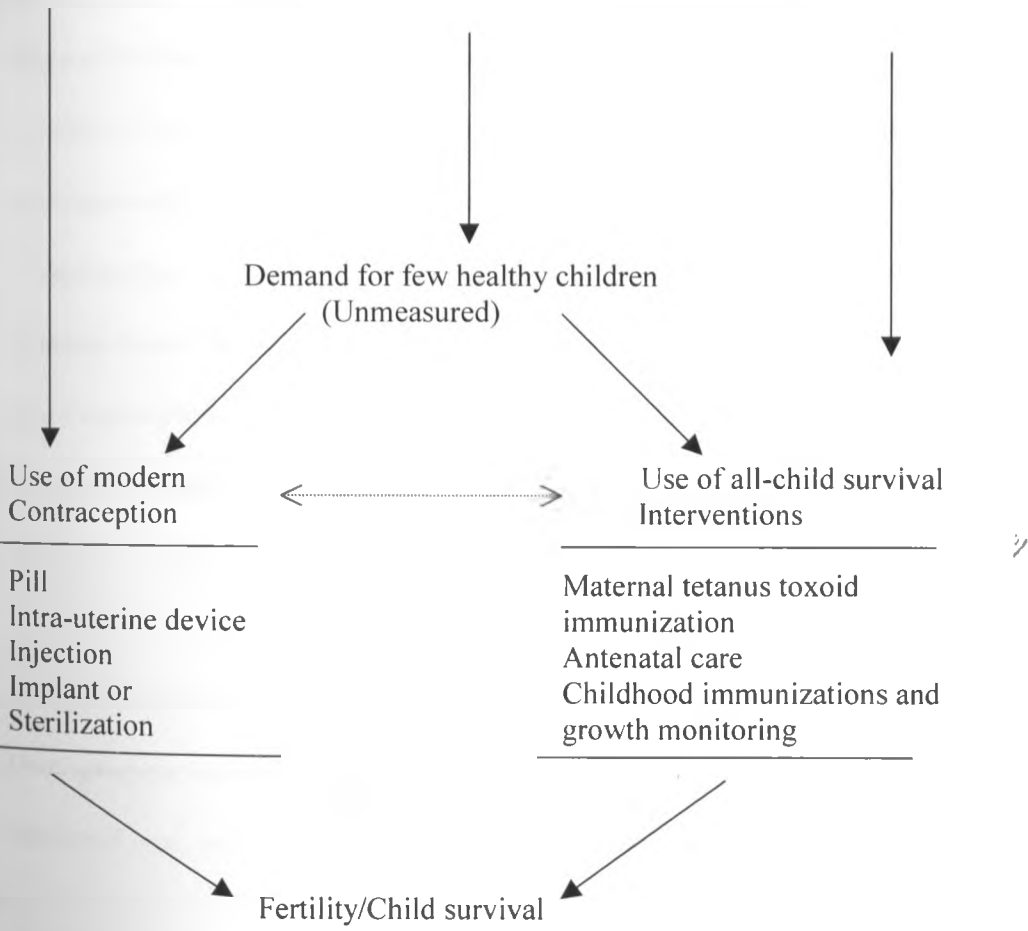 Demand for few healthy children
(Unmeasured)
Use of modern
Contraception
Use of all-child survival
Interventions
Pill
Intra-uterine device
Injection
Implant or
Sterilization
Maternal tetanus toxoid
immunization
Antenatal care
Childhood immunizations and
growth monitoring
Fertility/Child survival